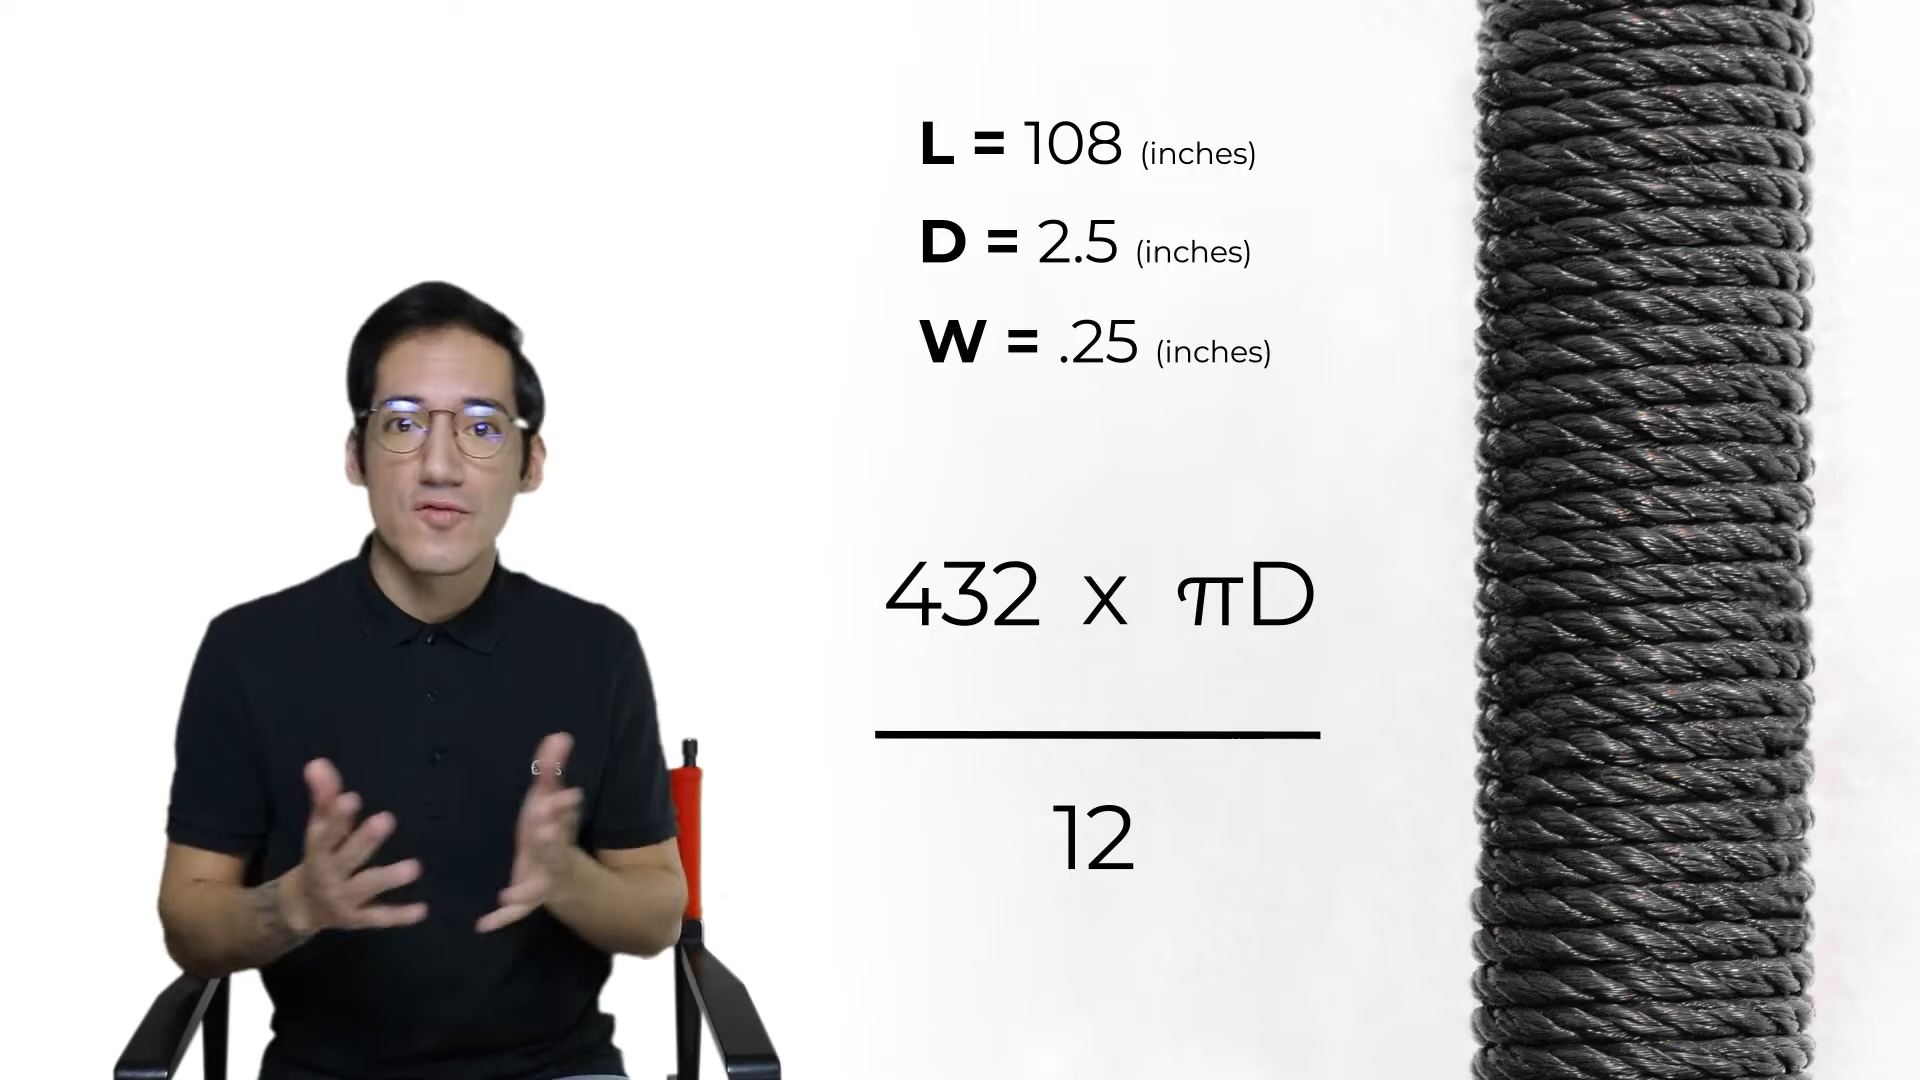 L = 108 (inches)
D = 2.5 (inches)
W = .25 (inches)
432 x πD
12